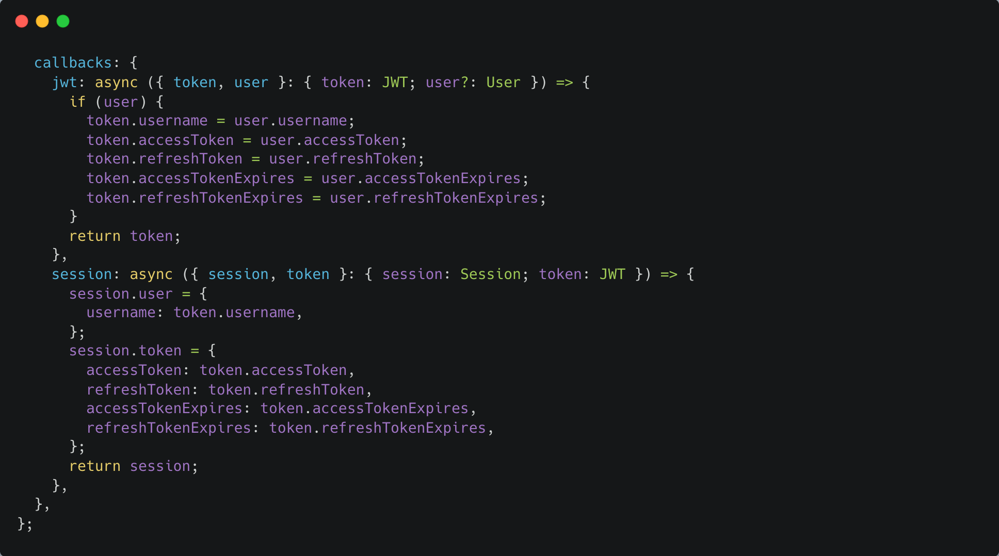 callbacks: {
jwt: async ({ token, user }: { token: JWT; user?: User }) => {
if (user) {
token.username = user.username;
token.accessToken = user.accessToken;
token.refreshToken = user.refreshToken;
token.accessTokenExpires = user.accessTokenExpires;
token.refreshTokenExpires = user.refreshTokenExpires;
}
return token;
},
session: async ({ session, token }: { session: Session; token: JWT }) => {
session.user = {
username: token.username,
};
session.token = {
accessToken: token.accessToken,
refreshToken: token.refreshToken,
accessTokenExpires: token.accessTokenExpires,
refreshTokenExpires: token.refreshTokenExpires,
};
return session;
},
},
};